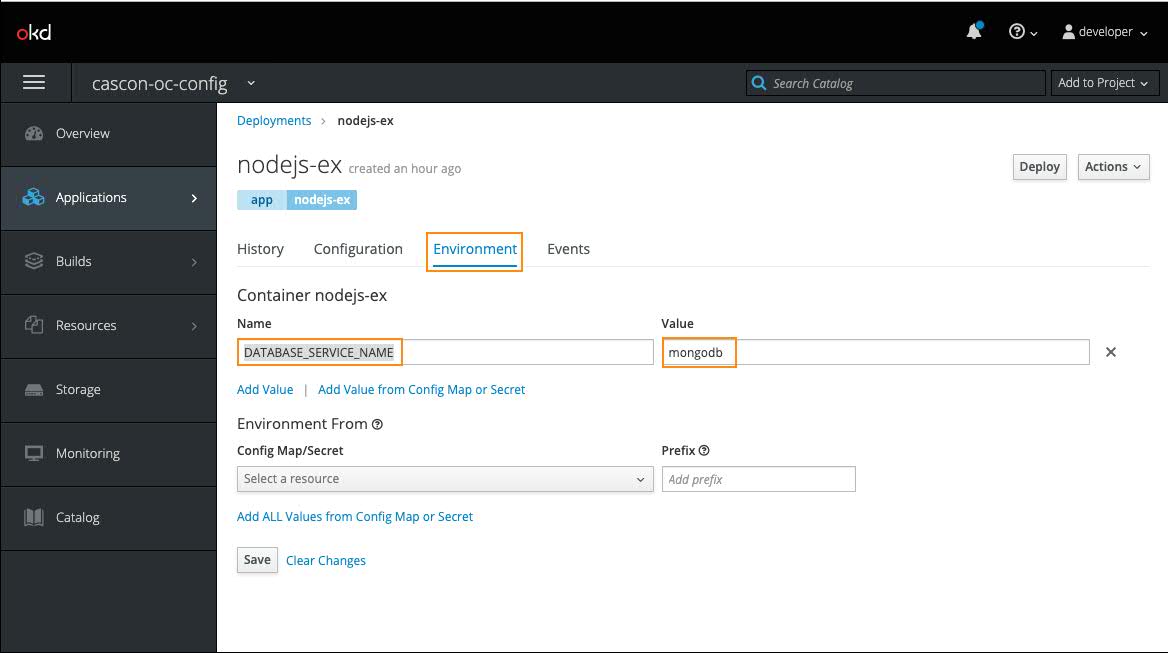 okd
developer
cascon-oc-config
Search Catalog
Add to Project
Overview
Applications
Builds
Resources
Storage
Monitoring
Catalog
Deployments > nodejs-ex
nodejs-ex created an hour ago
Deploy
Actions
app nodejs-ex
History Configuration Environment Events
Container nodejs-ex
Name Value
DATABASE_SERVICE_NAME mongodb
Add Value | Add Value from Config Map or Secret
Environment From
Config Map/Secret Prefix
Select a resource Add prefix
Add ALL Values from Config Map or Secret
Save Clear Changes